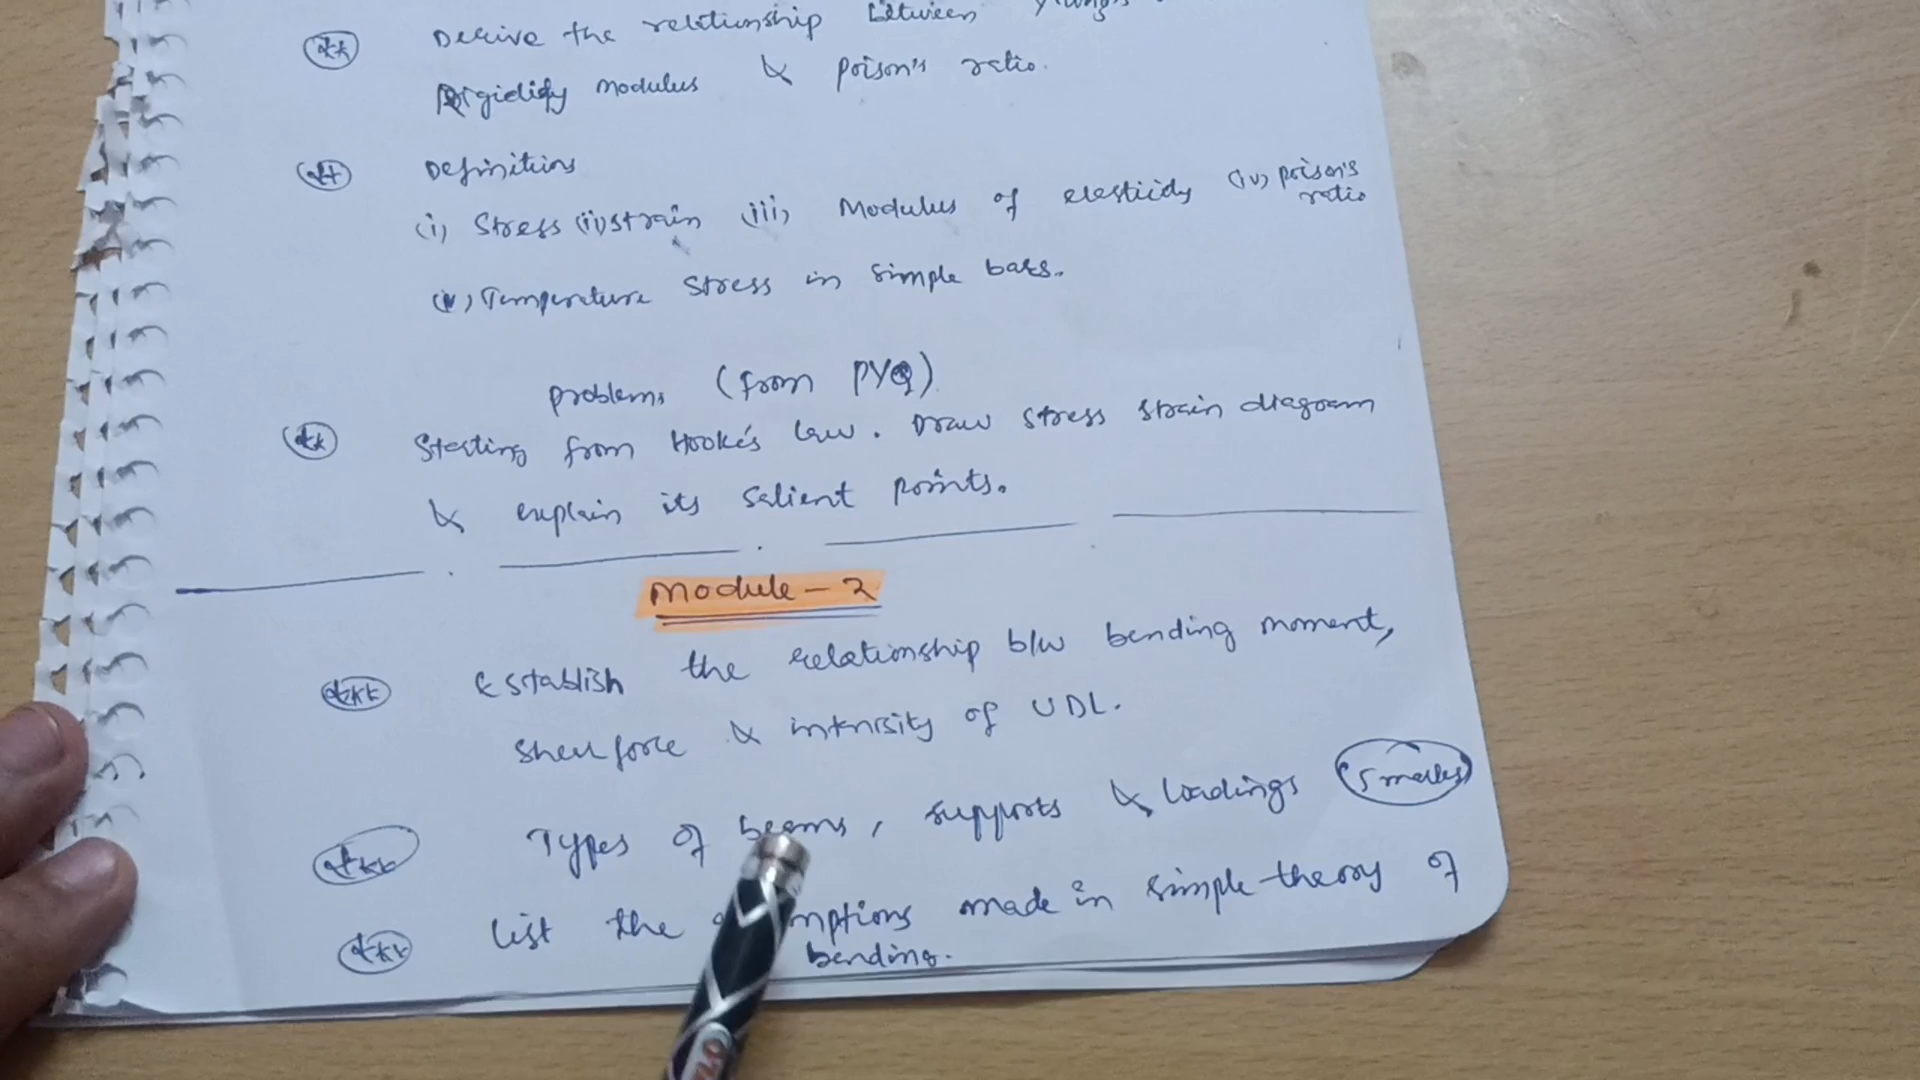 ** Derive the relationship between Young's
Rigidity modulus & poison's ratio.
** Definitions
(i) Stress (ii) strain (iii) Modulus of elasticidy (iv) poison's ratio
(v) Temperature stress in simple bars.
problems (from PYQ)
** Starting from Hooke's law. Draw stress strain diagram
& explain its salient points.
Module - 2
*** Establish the relationship b/w bending moment,
Shear force & intensity of UDL.
*** Types of beams, supports & loadings (5 marks)
*** List the mptions made in simple theory of
bending.